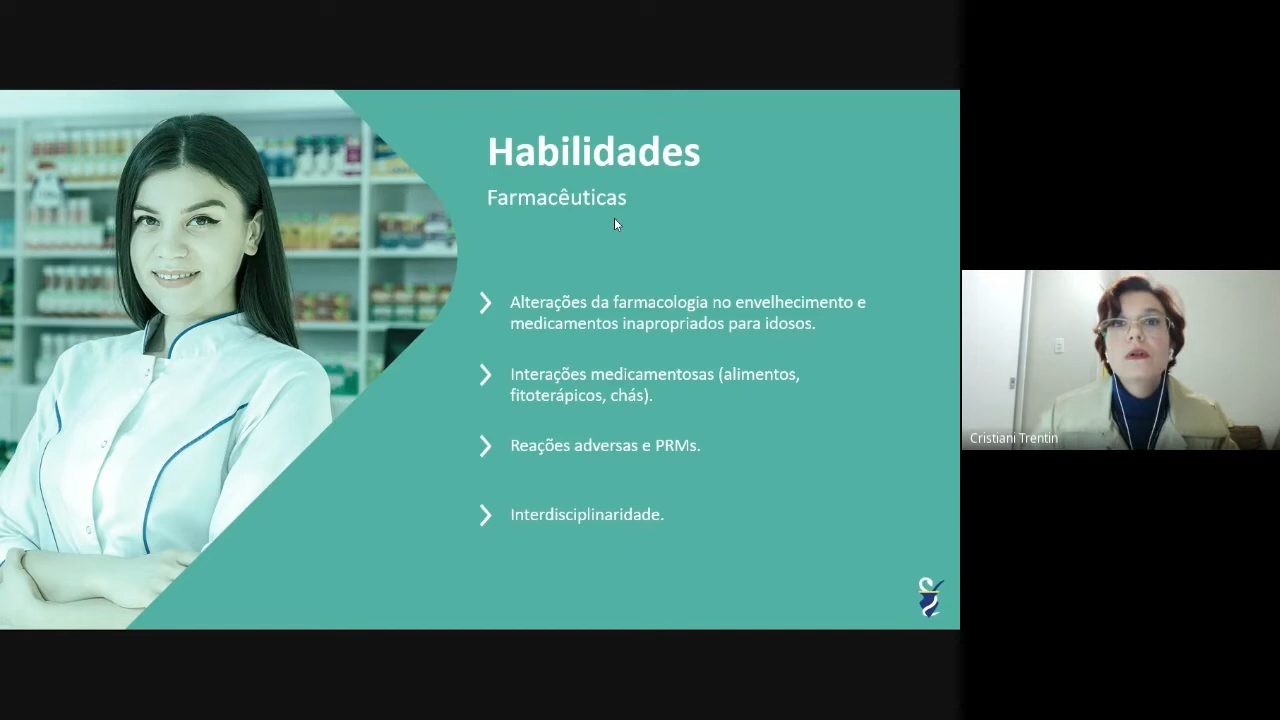 Habilidades
Farmacêuticas
Alterações da farmacologia no envelhecimento e
medicamentos inapropriados para idosos.
Interações medicamentosas (alimentos,
fitoterápicos, chás).
Reações adversas e PRMs.
Interdisciplinaridade.
Cristiani Trentin